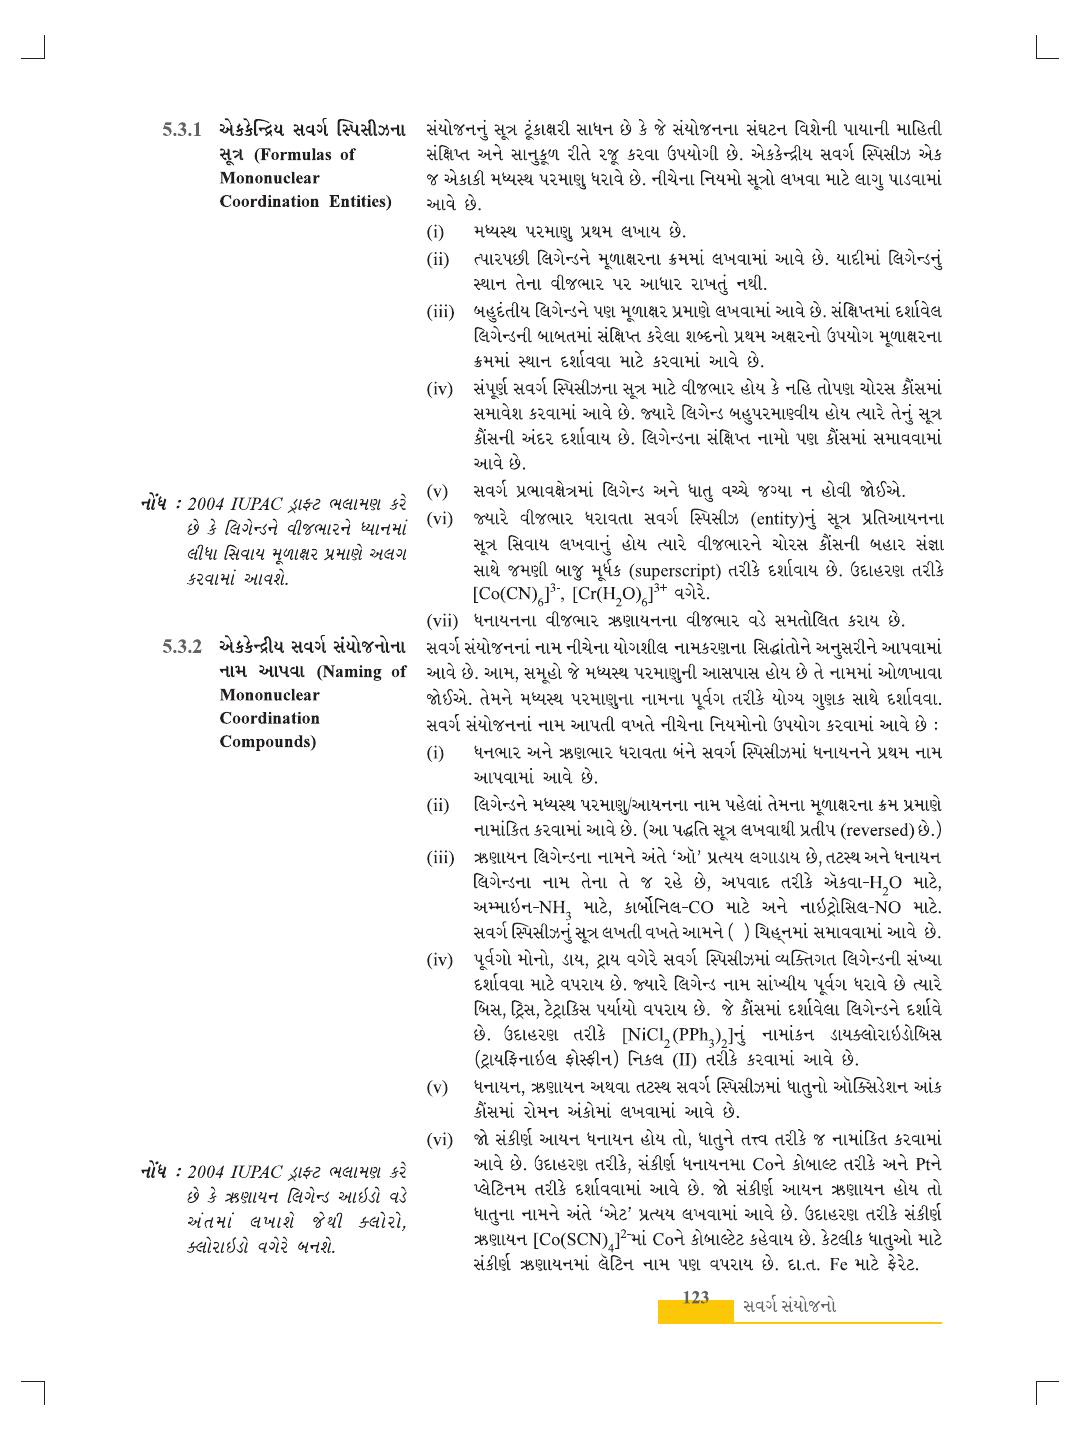 5.3.1 એકકેન્દ્રિય સવર્ગ સ્પિસીઝના
સૂત્ર (Formulas of
Mononuclear
Coordination Entities)
સંયોજનનું સૂત્ર ટૂંકાક્ષરી સાધન છે કે જે સંયોજનના સંઘટન વિશેની પાયાની માહિતી
સંક્ષિપ્ત અને સાનુકૂળ રીતે રજૂ કરવા ઉપયોગી છે. એકકેન્દ્રીય સવર્ગ સ્પિસીઝ એક
જ એકાકી મધ્યસ્થ પરમાણુ ધરાવે છે. નીચેના નિયમો સૂત્રો લખવા માટે લાગુ પાડવામાં
આવે છે.
(i) મધ્યસ્થ પરમાણુ પ્રથમ લખાય છે.
(ii) ત્પારપછી લિગેન્ડને મૂળાક્ષરના ક્રમમાં લખવામાં આવે છે. યાદીમાં લિગેન્ડનું
સ્થાન તેના વીજભાર પર આધાર રાખતું નથી.
(iii) બહુદંતીય લિગેન્ડને પણ મૂળાક્ષર પ્રમાણે લખવામાં આવે છે. સંક્ષિપ્તમાં દર્શાવેલ
લિગેન્ડની બાબતમાં સંક્ષિપ્ત કરેલા શબ્દનો પ્રથમ અક્ષરનો ઉપયોગ મૂળાક્ષરના
ક્રમમાં સ્થાન દર્શાવવા માટે કરવામાં આવે છે.
(iv) સંપૂર્ણ સવર્ગ સ્પિસીઝના સૂત્ર માટે વીજભાર હોય કે નહિ તોપણ ચોરસ કૌંસમાં
સમાવેશ કરવામાં આવે છે. જ્યારે લિગેન્ડ બહુપરમાણ્વીય હોય ત્યારે તેનું સૂત્ર
કૌંસની અંદર દર્શાવાય છે. લિગેન્ડના સંક્ષિપ્ત નામો પણ કૌંસમાં સમાવવામાં
આવે છે.
(v) સવર્ગ પ્રભાવક્ષેત્રમાં લિગેન્ડ અને ધાતુ વચ્ચે જગ્યા ન હોવી જોઈએ.
(vi) જ્યારે વીજભાર ધરાવતા સવર્ગ સ્પિસીઝ (entity)નું સૂત્ર પ્રતિઆયનના
સૂત્ર સિવાય લખવાનું હોય ત્યારે વીજભારને ચોરસ કૌંસની બહાર સંજ્ઞા
સાથે જમણી બાજુ મૂર્ધક (superscript) તરીકે દર્શાવાય છે. ઉદાહરણ તરીકે
[Co(CN)₆]³⁻, [Cr(H₂O)₆]³⁺ વગેરે.
(vii) ધનાયનના વીજભાર ઋણાયનના વીજભાર વડે સમતોલિત કરાય છે.
નોંધ : 2004 IUPAC ડ્રાફ્ટ ભલામણ કરે
છે કે લિગેન્ડને વીજભારને ધ્યાનમાં
લીધા સિવાય મૂળાક્ષર પ્રમાણે અલગ
કરવામાં આવશે.
5.3.2 એકકેન્દ્રીય સવર્ગ સંયોજનોના
નામ આપવા (Naming of
Mononuclear
Coordination
Compounds)
સવર્ગ સંયોજનનાં નામ નીચેના યોગશીલ નામકરણના સિદ્ધાંતોને અનુસરીને આપવામાં
આવે છે. આમ, સમૂહો જે મધ્યસ્થ પરમાણુની આસપાસ હોય છે તે નામમાં ઓળખાવા
જોઈએ. તેમને મધ્યસ્થ પરમાણુના નામના પૂર્વગ તરીકે યોગ્ય ગુણક સાથે દર્શાવવા.
સવર્ગ સંયોજનનાં નામ આપતી વખતે નીચેના નિયમોનો ઉપયોગ કરવામાં આવે છે :
(i) ધનભાર અને ઋણભાર ધરાવતા બંને સવર્ગ સ્પિસીઝમાં ધનાયનને પ્રથમ નામ
આપવામાં આવે છે.
(ii) લિગેન્ડને મધ્યસ્થ પરમાણુ/આયનના નામ પહેલાં તેમના મૂળાક્ષરના ક્રમ પ્રમાણે
નામાંકિત કરવામાં આવે છે. (આ પદ્ધતિ સૂત્ર લખવાથી પ્રતીપ (reversed) છે.)
(iii) ઋણાયન લિગેન્ડના નામને અંતે ‘ઑ’ પ્રત્યય લગાડાય છે, તટસ્થ અને ધનાયન
લિગેન્ડના નામ તેના તે જ રહે છે, અપવાદ તરીકે ઍકવા-H₂O માટે,
અમ્માઇન-NH₃ માટે, કાર્બોનિલ-CO માટે અને નાઇટ્રોસિલ-NO માટે.
સવર્ગ સ્પિસીઝનું સૂત્ર લખતી વખતે આમને ( ) ચિહ્‌નમાં સમાવવામાં આવે છે.
(iv) પૂર્વગો મોનો, ડાય, ટ્રાય વગેરે સવર્ગ સ્પિસીઝમાં વ્યક્તિગત લિગેન્ડની સંખ્યા
દર્શાવવા માટે વપરાય છે. જ્યારે લિગેન્ડ નામ સાંખ્યીય પૂર્વગ ધરાવે છે ત્યારે
બિસ, ટ્રિસ, ટેટ્રાકિસ પર્યાયો વપરાય છે. જે કૌંસમાં દર્શાવેલા લિગેન્ડને દર્શાવે
છે. ઉદાહરણ તરીકે [NiCl₂(PPh₃)₂]નું નામાંકન ડાયક્લોરાઇડોબિસ
(ટ્રાયફિનાઇલ ફોસ્ફીન) નિકલ (II) તરીકે કરવામાં આવે છે.
(v) ધનાયન, ઋણાયન અથવા તટસ્થ સવર્ગ સ્પિસીઝમાં ધાતુનો ઑક્સિડેશન આંક
કૌંસમાં રોમન અંકોમાં લખવામાં આવે છે.
(vi) જો સંકીર્ણ આયન ધનાયન હોય તો, ધાતુને તત્ત્વ તરીકે જ નામાંકિત કરવામાં
આવે છે. ઉદાહરણ તરીકે, સંકીર્ણ ધનાયનમા Coને કોબાલ્ટ તરીકે અને Ptને
પ્લેટિનમ તરીકે દર્શાવવામાં આવે છે. જો સંકીર્ણ આયન ઋણાયન હોય તો
ધાતુના નામને અંતે ‘એટ’ પ્રત્યય લખવામાં આવે છે. ઉદાહરણ તરીકે સંકીર્ણ
ઋણાયન [Co(SCN)₄]²⁻માં Coને કોબાલ્ટેટ કહેવાય છે. કેટલીક ધાતુઓ માટે
સંકીર્ણ ઋણાયનમાં લૅટિન નામ પણ વપરાય છે. દા.ત. Fe માટે ફેરેટ.
નોંધ : 2004 IUPAC ડ્રાફ્ટ ભલામણ કરે
છે કે ઋણાયન લિગેન્ડ આઇડો વડે
અંતમાં લખાશે જેથી ક્લોરો,
ક્લોરાઇડો વગેરે બનશે.
123 સવર્ગ સંયોજનો